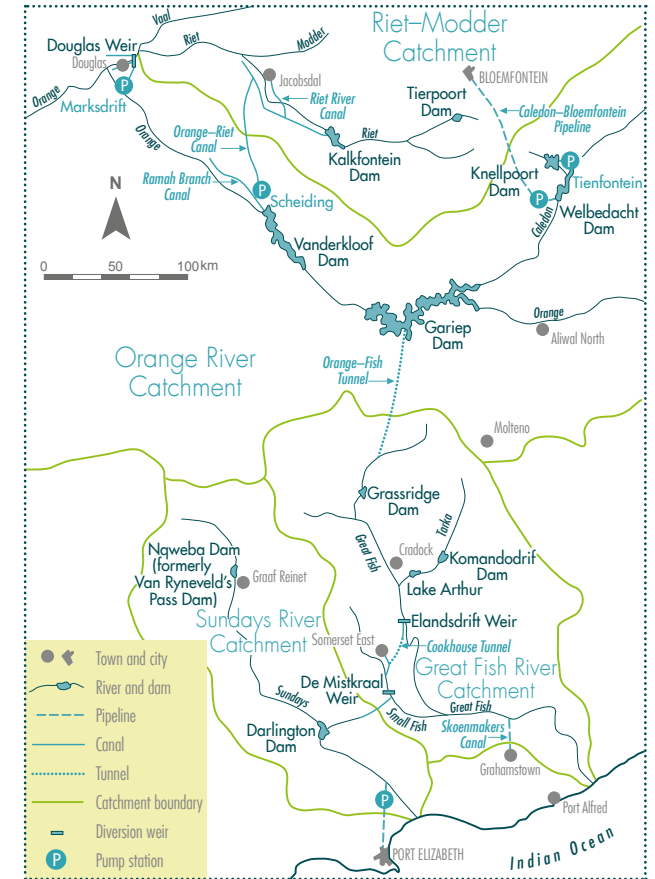 Vaal
Riet
Modder
Riet–Modder
Catchment
Douglas Weir
Douglas
P
Marksdrift
Orange
Jacobsdal
BLOEMFONTEIN
Riet River
Canal
Tierpoort
Dam
Caledon–Bloemfontein
Pipeline
Orange
Orange–Riet
Canal
Riet
Kalkfontein
Dam
Knellpoort
Dam
P
Tienfontein
Ramah Branch
Canal
P
Scheiding
P
Welbedacht
Dam
Caledon
N
Vanderkloof
Dam
0 50 100km
Gariep
Dam
Orange
Aliwal North
Orange River
Catchment
Orange–Fish
Tunnel
Molteno
Grassridge
Dam
Tarka
Great Fish
Cradock
Komandodrif
Dam
Lake Arthur
Nqweba Dam
(formerly
Van Ryneveld's
Pass Dam)
Graaf Reinet
Sundays River
Catchment
Elandsdrift Weir
Somerset East
Cookhouse Tunnel
Great Fish River
Catchment
De Mistkraal
Weir
Sundays
Small Fish
Great Fish
Darlington
Dam
Skoenmakers
Canal
Grahamstown
P
Port Alfred
PORT ELIZABETH
Indian Ocean
Town and city
River and dam
Pipeline
Canal
Tunnel
Catchment boundary
Diversion weir
P
Pump station